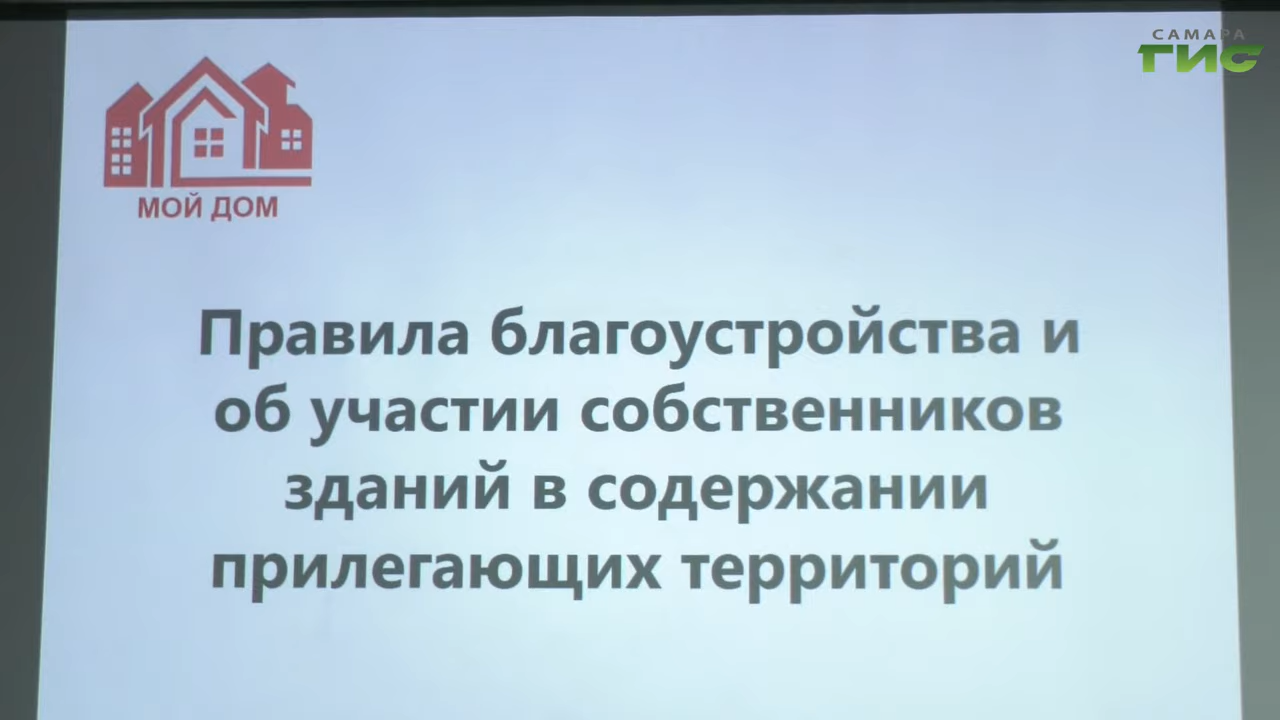 САМАРА
ГИС
МОЙ ДОМ
Правила благоустройства и
об участии собственников
зданий в содержании
прилегающих территорий